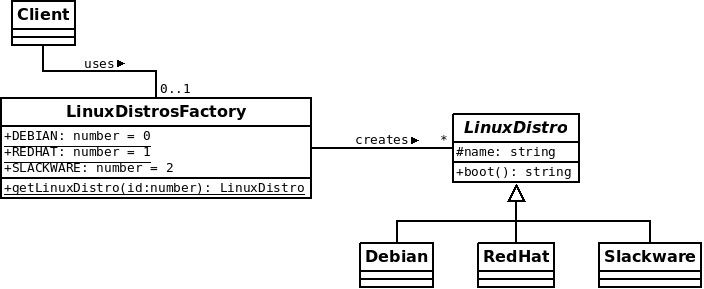 Client
uses
0..1
LinuxDistrosFactory
+DEBIAN: number = 0
+REDHAT: number = 1
+SLACKWARE: number = 2
+getLinuxDistro(id:number): LinuxDistro
creates
*
LinuxDistro
#name: string
+boot(): string
Debian
RedHat
Slackware